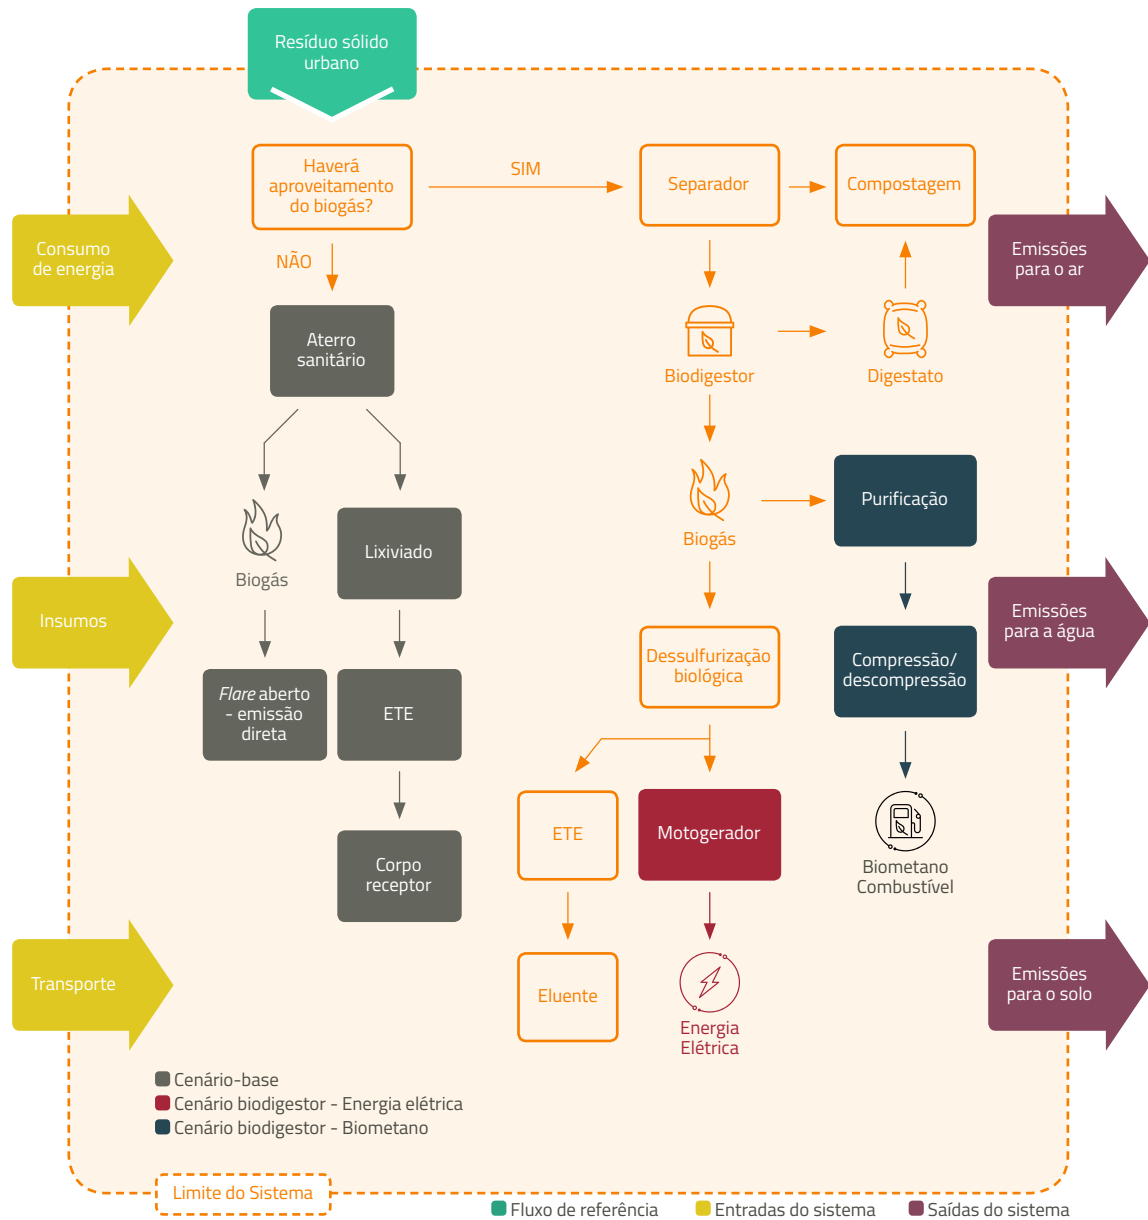 Resíduo sólido
urbano
Haverá
aproveitamento
do biogás?
SIM
Separador
Compostagem
Consumo
de energia
NÃO
Emissões
para o ar
Aterro
sanitário
Biodigestor
Digestato
Biogás
Lixiviado
Biogás
Purificação
Insumos
Emissões
para a água
Flare aberto
- emissão
direta
ETE
Dessulfurização
biológica
Compressão/
descompressão
Corpo
receptor
ETE
Motogerador
Biometano
Combustível
Transporte
Eluente
Energia
Elétrica
Emissões
para o solo
Cenário-base
Cenário biodigestor - Energia elétrica
Cenário biodigestor - Biometano
Limite do Sistema
Fluxo de referência
Entradas do sistema
Saídas do sistema